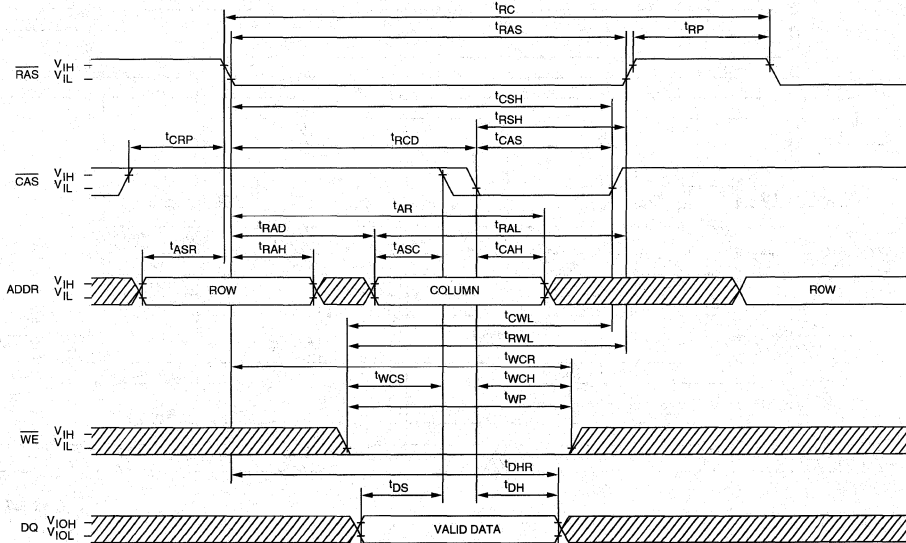 tRC
tRAS
tRP
RAS VIH
VIL
tCSH
tRSH
tCRP
tRCD
tCAS
CAS VIH
VIL
tAR
tRAD
tRAL
tASR
tRAH
tASC
tCAH
ADDR VIH
VIL
ROW
COLUMN
ROW
tCWL
tRWL
tWCR
tWCS
tWCH
tWP
WE VIH
VIL
tDHR
tDS
tDH
DQ VIOH
VIOL
VALID DATA